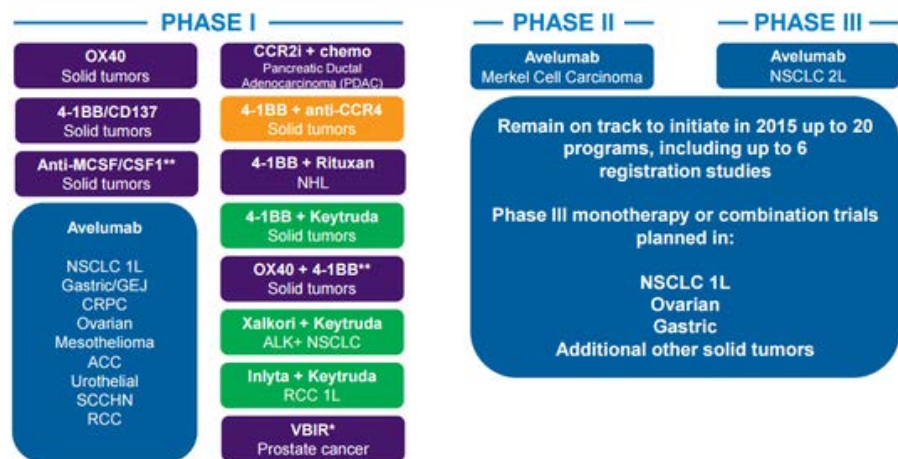 PHASE I
OX40
Solid tumors
4-1BB/CD137
Solid tumors
Anti-MCSF/CSF1**
Solid tumors
Avelumab
NSCLC 1L
Gastric/GEJ
CRPC
Ovarian
Mesothelioma
ACC
Urothelial
SCCHN
RCC
CCR2i + chemo
Pancreatic Ductal
Adenocarcinoma (PDAC)
4-1BB + anti-CCR4
Solid tumors
4-1BB + Rituxan
NHL
4-1BB + Keytruda
Solid tumors
OX40 + 4-1BB**
Solid tumors
Xalkori + Keytruda
ALK+ NSCLC
Inlyta + Keytruda
RCC 1L
VBIR*
Prostate cancer
PHASE II
Avelumab
Merkel Cell Carcinoma
PHASE III
Avelumab
NSCLC 2L
Remain on track to initiate in 2015 up to 20
programs, including up to 6
registration studies
Phase III monotherapy or combination trials
planned in:
NSCLC 1L
Ovarian
Gastric
Additional other solid tumors